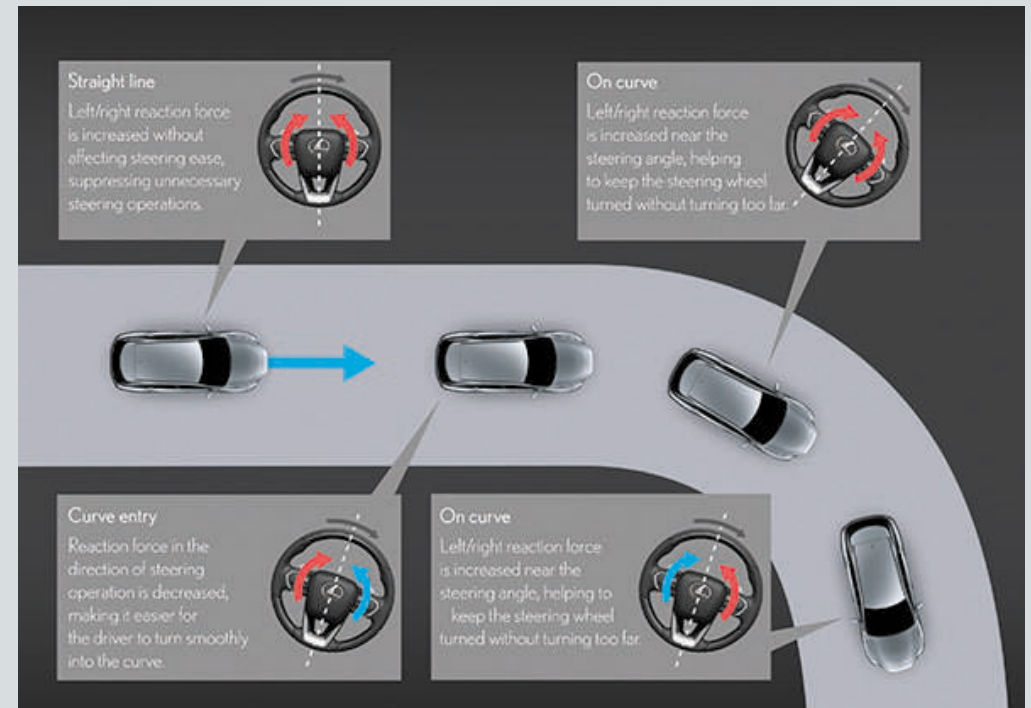 Straight line
Left/right reaction force
is increased without
affecting steering ease,
suppressing unnecessary
steering operations.
On curve
Left/right reaction force
is increased near the
steering angle, helping
to keep the steering wheel
turned without turning too far.
Curve entry
Reaction force in the
direction of steering
operation is decreased,
making it easier for
the driver to turn smoothly
into the curve.
On curve
Left/right reaction force
is increased near the
steering angle, helping to
keep the steering wheel
turned without turning too far.